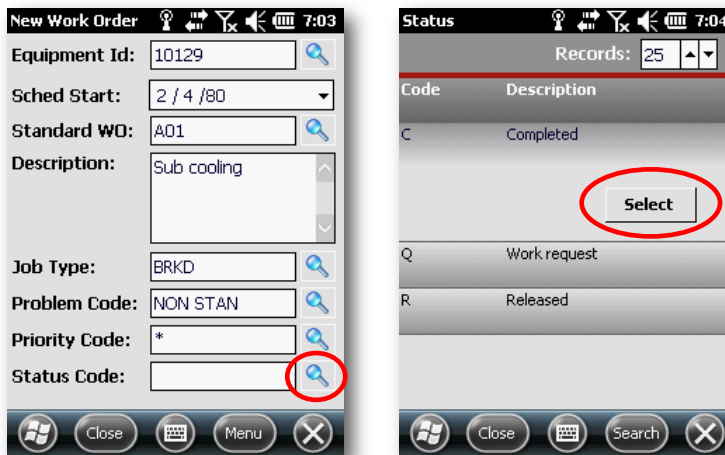 New Work Order 7:03
Equipment Id: 10129
Sched Start: 2 / 4 /80
Standard WO: A01
Description: Sub cooling
Job Type: BRKD
Problem Code: NON STAN
Priority Code: *
Status Code:
Close Menu
Status 7:04
Records: 25
Code Description
C Completed
Select
Q Work request
R Released
Close Search